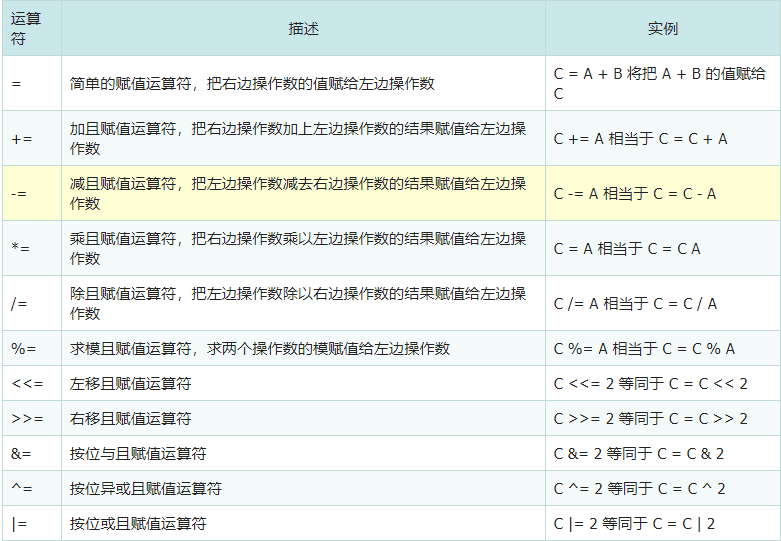 运算
符
描述
实例
=
简单的赋值运算符，把右边操作数的值赋给左边操作数
C = A + B 将把 A + B 的值赋给
C
+=
加且赋值运算符，把右边操作数加上左边操作数的结果赋值给左边操
作数
C += A 相当于 C = C + A
-=
减且赋值运算符，把左边操作数减去右边操作数的结果赋值给左边操
作数
C -= A 相当于 C = C - A
*=
乘且赋值运算符，把右边操作数乘以左边操作数的结果赋值给左边操
作数
C = A 相当于 C = C A
/=
除且赋值运算符，把左边操作数除以右边操作数的结果赋值给左边操
作数
C /= A 相当于 C = C / A
%=
求模且赋值运算符，求两个操作数的模赋值给左边操作数
C %= A 相当于 C = C % A
<<=
左移且赋值运算符
C <<= 2 等同于 C = C << 2
>>=
右移且赋值运算符
C >>= 2 等同于 C = C >> 2
&=
按位与且赋值运算符
C &= 2 等同于 C = C & 2
^=
按位异或且赋值运算符
C ^= 2 等同于 C = C ^ 2
|=
按位或且赋值运算符
C |= 2 等同于 C = C | 2